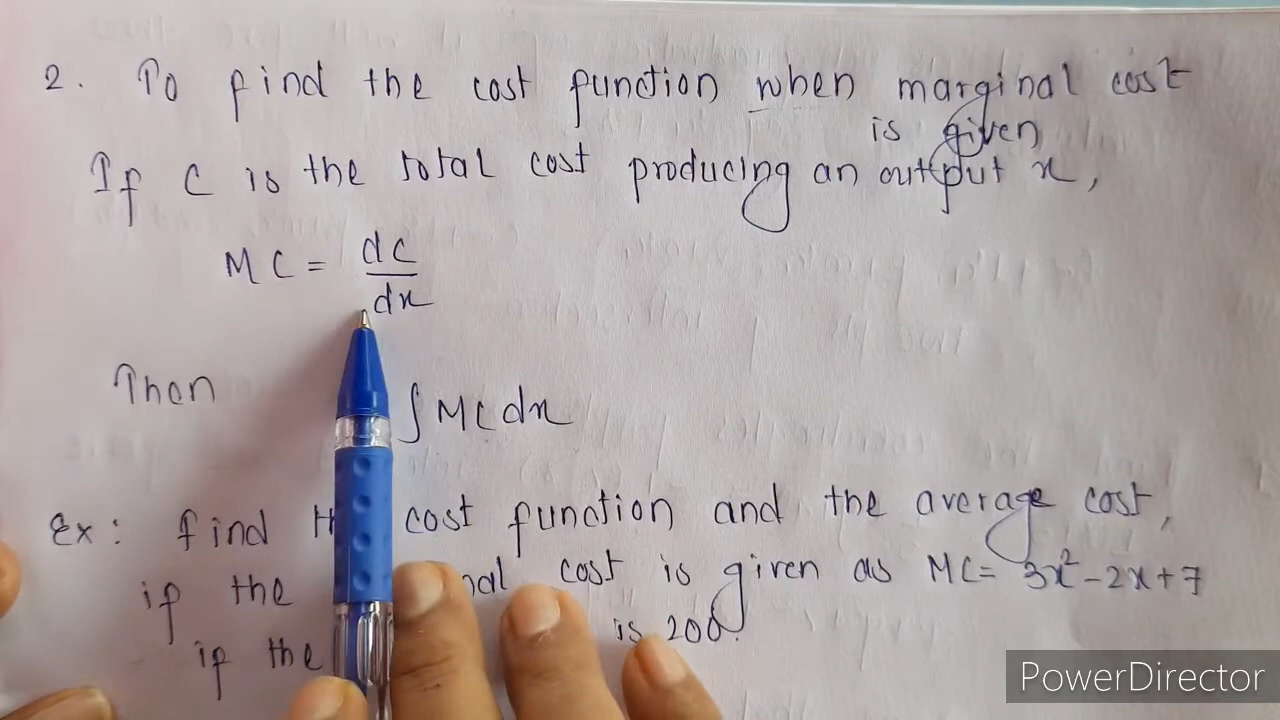 2. To find the cost function when marginal cost
is given
If C is the total cost producing an output x,
MC = dC/dx
Then ∫ MC dx
Ex: find cost function and the average cost,
if the cost is given as MC = 3x² - 2x + 7
if the is 200.
PowerDirector